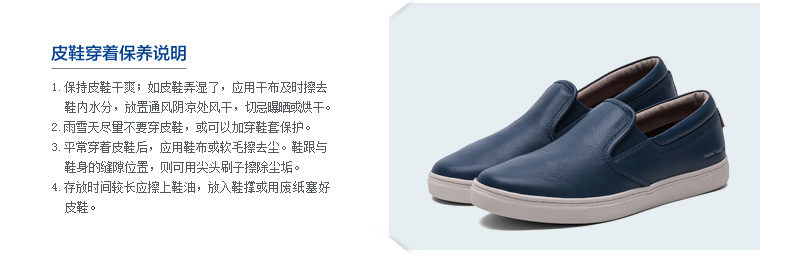 皮鞋穿着保养说明
1.保持皮鞋干爽；如皮鞋弄湿了，应用干布及时擦去
鞋内水分，放置通风阴凉处风干，切忌曝晒或烘干。
2.雨雪天尽量不要穿皮鞋，或可以加穿鞋套保护。
3.平常穿着皮鞋后，应用鞋布或软毛擦去尘。鞋跟与
鞋身的缝隙位置，则可用尖头刷子擦除尘垢。
4.存放时间较长应擦上鞋油，放入鞋撑或用废纸塞好
皮鞋。